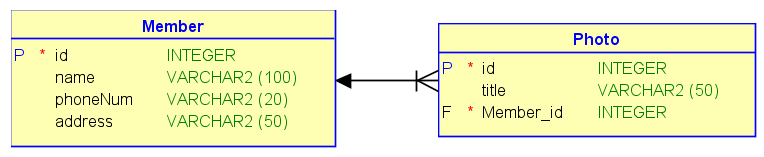 Member
P * id INTEGER
name VARCHAR2 (100)
phoneNum VARCHAR2 (20)
address VARCHAR2 (50)
Photo
P * id INTEGER
title VARCHAR2 (50)
F * Member_id INTEGER